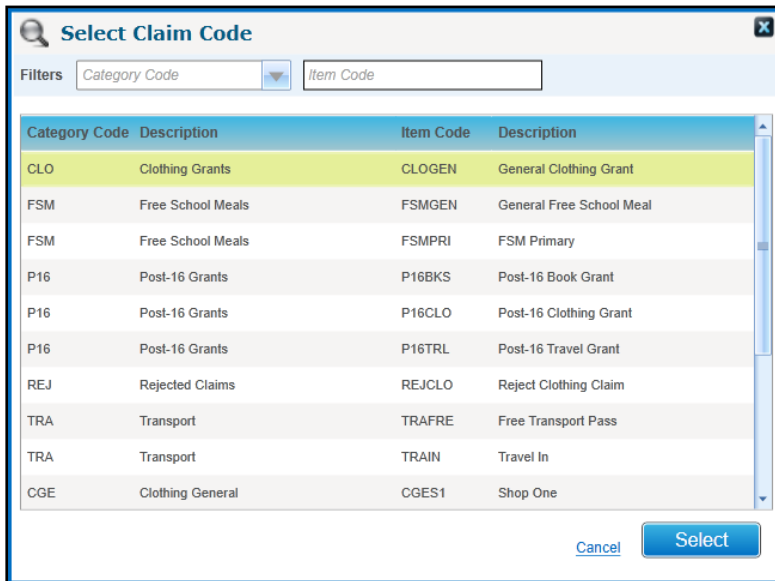 Select Claim Code
Filters Category Code Item Code
Category Code Description Item Code Description
CLO Clothing Grants CLOGEN General Clothing Grant
FSM Free School Meals FSMGEN General Free School Meal
FSM Free School Meals FSMPRI FSM Primary
P16 Post-16 Grants P16BKS Post-16 Book Grant
P16 Post-16 Grants P16CLO Post-16 Clothing Grant
P16 Post-16 Grants P16TRL Post-16 Travel Grant
REJ Rejected Claims REJCLO Reject Clothing Claim
TRA Transport TRAFRE Free Transport Pass
TRA Transport TRAIN Travel In
CGE Clothing General CGES1 Shop One
Cancel Select